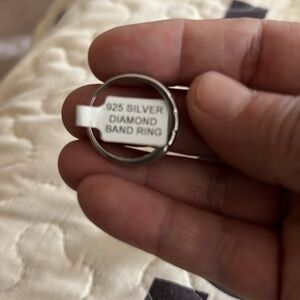 .925 SILVER
DIAMOND
BAND RING